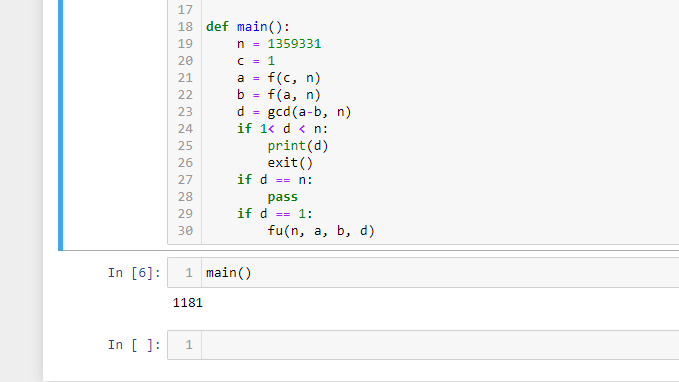 17
18 def main():
19     n = 1359331
20     c = 1
21     a = f(c, n)
22     b = f(a, n)
23     d = gcd(a-b, n)
24     if 1< d < n:
25         print(d)
26         exit()
27     if d == n:
28         pass
29     if d == 1:
30         fu(n, a, b, d)
In [6]: 1 main()
1181
In [ ]: 1